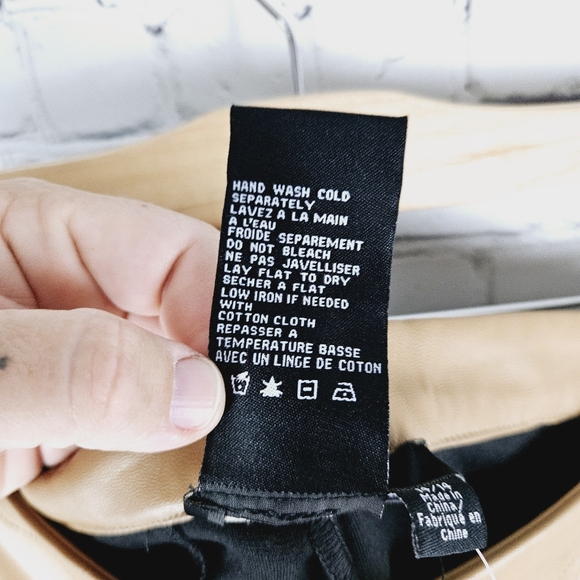 HAND WASH COLD
SEPARATELY
LAVEZ A LA MAIN
A L'EAU
FROIDE SEPAREMENT
DO NOT BLEACH
NE PAS JAVELLISER
LAY FLAT TO DRY
SECHER A FLAT
LOW IRON IF NEEDED
WITH
COTTON CLOTH
REPASSER A
TEMPERATURE BASSE
AVEC UN LINGE DE COTON
Made in
China/
Fabriqué en
Chine